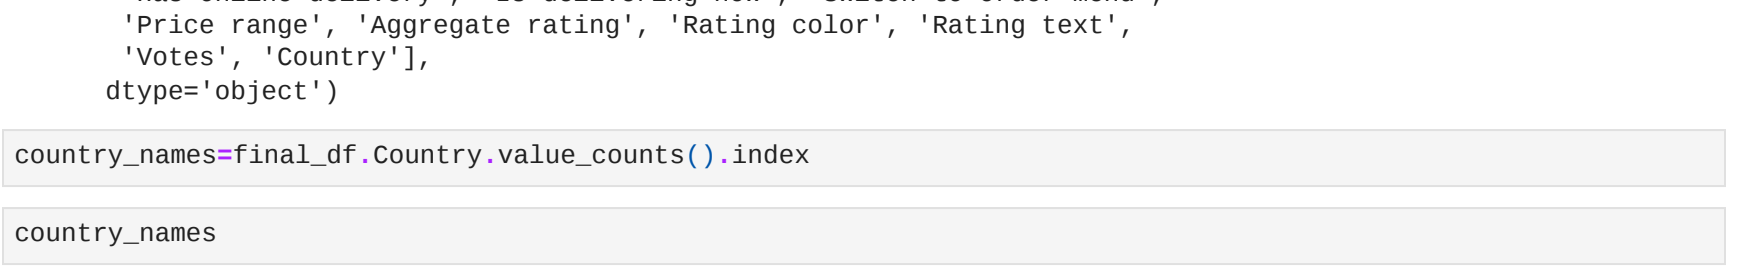 'Price range', 'Aggregate rating', 'Rating color', 'Rating text',
'Votes', 'Country'],
dtype='object')
country_names=final_df.Country.value_counts().index
country_names